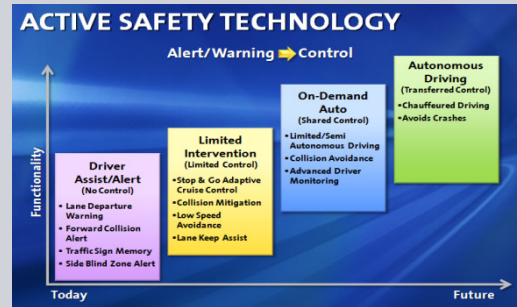 ACTIVE SAFETY TECHNOLOGY
Alert/Warning Control
Functionality
Driver
Assist/Alert
(No Control)
• Lane Departure
Warning
• Forward Collision
Alert
• Traffic Sign Memory
• Side Blind Zone Alert
Limited
Intervention
(Limited Control)
• Stop & Go Adaptive
Cruise Control
• Collision Mitigation
• Low Speed
Avoidance
• Lane Keep Assist
On-Demand
Auto
(Shared Control)
• Limited/Semi
Autonomous Driving
• Collision Avoidance
• Advanced Driver
Monitoring
Autonomous
Driving
(Transferred Control)
• Chauffeured Driving
• Avoids Crashes
Today
Future